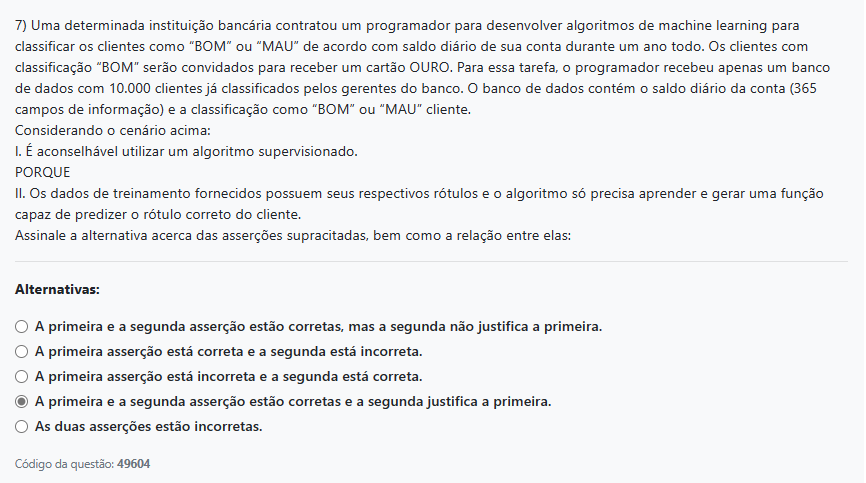 7) Uma determinada instituição bancária contratou um programador para desenvolver algoritmos de machine learning para
classificar os clientes como “BOM” ou “MAU” de acordo com saldo diário de sua conta durante um ano todo. Os clientes com
classificação “BOM” serão convidados para receber um cartão OURO. Para essa tarefa, o programador recebeu apenas um banco
de dados com 10.000 clientes já classificados pelos gerentes do banco. O banco de dados contém o saldo diário da conta (365
campos de informação) e a classificação como “BOM” ou “MAU” cliente.
Considerando o cenário acima:
I. É aconselhável utilizar um algoritmo supervisionado.
PORQUE
II. Os dados de treinamento fornecidos possuem seus respectivos rótulos e o algoritmo só precisa aprender e gerar uma função
capaz de predizer o rótulo correto do cliente.
Assinale a alternativa acerca das asserções supracitadas, bem como a relação entre elas:
Alternativas:
A primeira e a segunda asserção estão corretas, mas a segunda não justifica a primeira.
A primeira asserção está correta e a segunda está incorreta.
A primeira asserção está incorreta e a segunda está correta.
A primeira e a segunda asserção estão corretas e a segunda justifica a primeira.
As duas asserções estão incorretas.
Código da questão: 49604